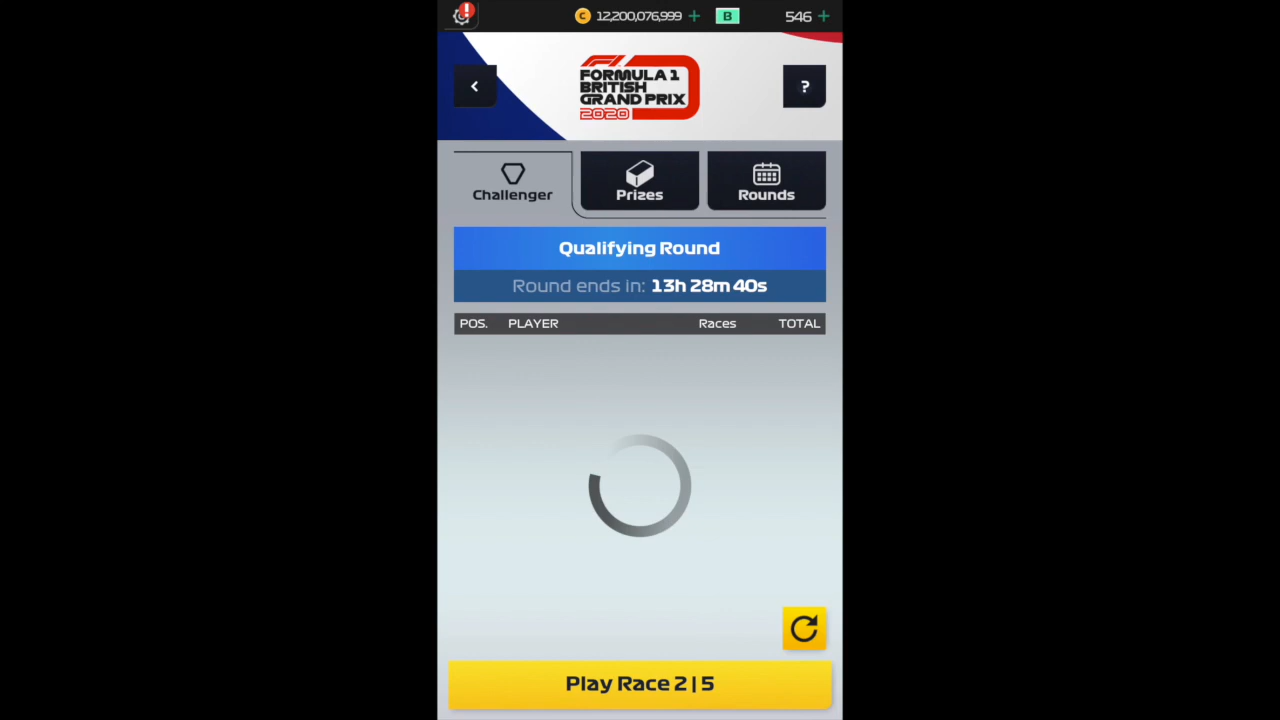 C 12,200,076,999 + B 546 +
FORMULA 1
BRITISH
GRAND PRIX
2020
?
Challenger
Prizes
Rounds
Qualifying Round
Round ends in: 13h 28m 40s
POS. PLAYER Races TOTAL
Play Race 2|5